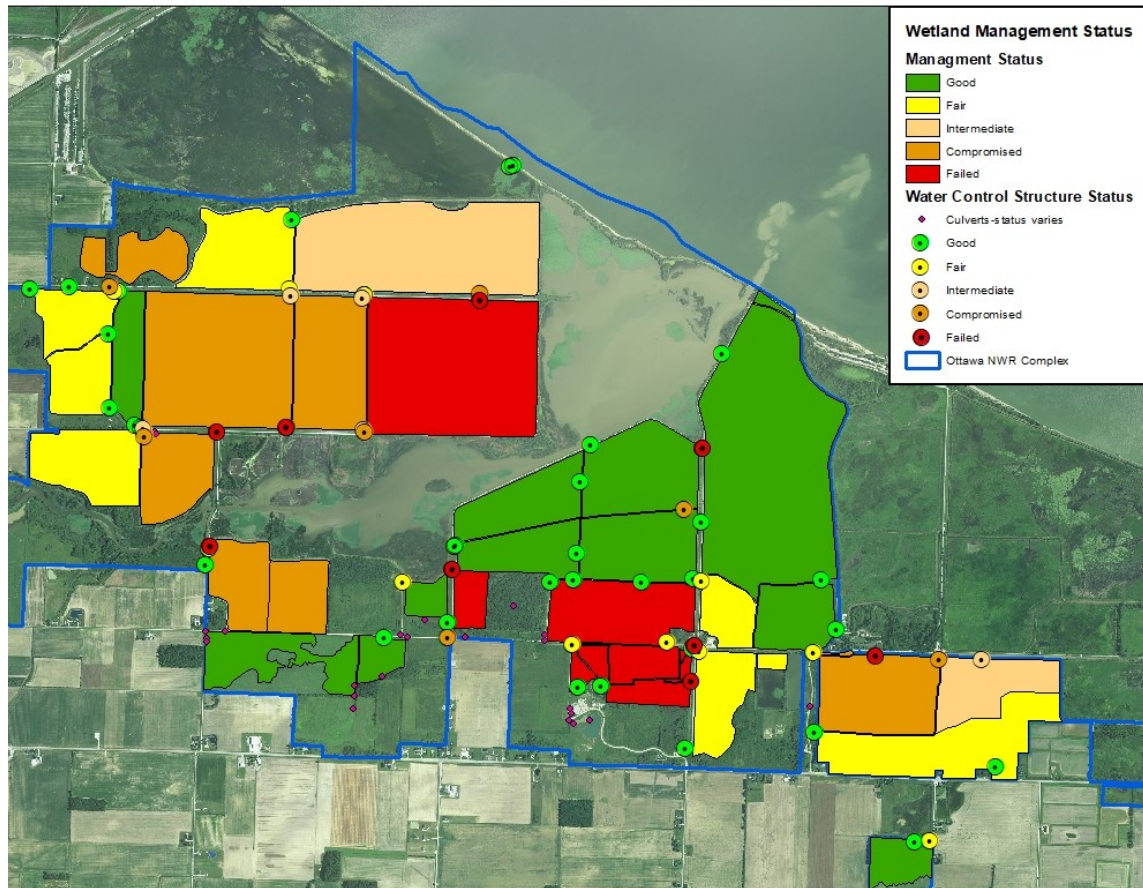 Wetland Management Status
Managment Status
Good
Fair
Intermediate
Compromised
Failed
Water Control Structure Status
Culverts-status varies
Good
Fair
Intermediate
Compromised
Failed
Ottawa NWR Complex